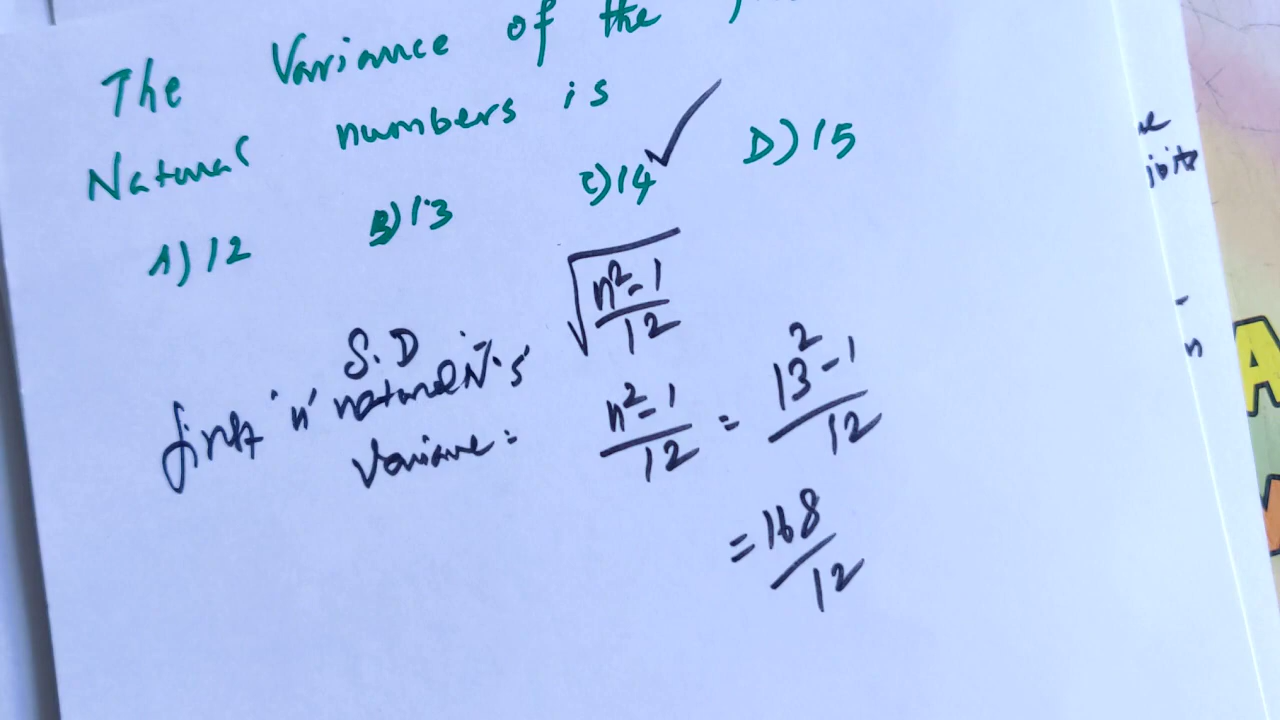 The Variance of the
Natural numbers is
A) 12 B) 13 C) 14 ✓ D) 15
S.D √(n²-1/12)
first 'n' natural N.'s
Variance: n²-1/12 = 13²-1/12
= 168/12
A